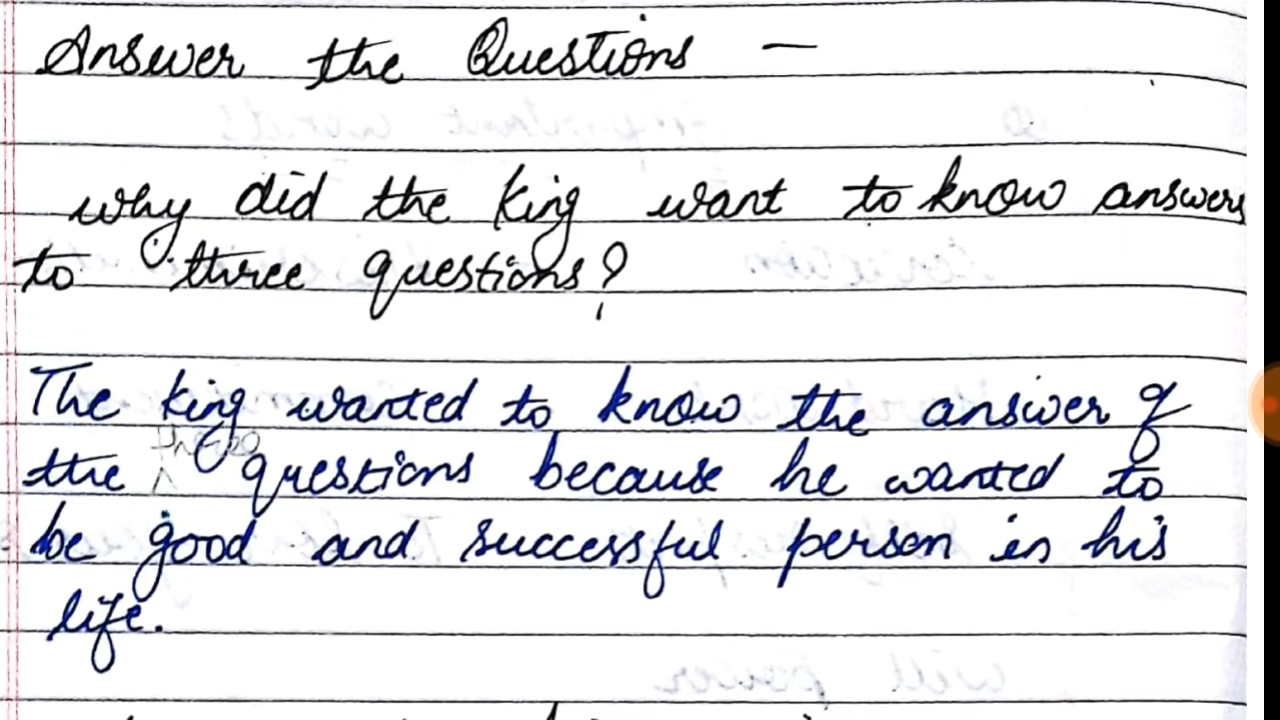 Answer the Questions —
why did the king want to know answers
to three questions?
The king wanted to know the answer of
three
the ^ questions because he wanted to
be good and successful person in his
life.